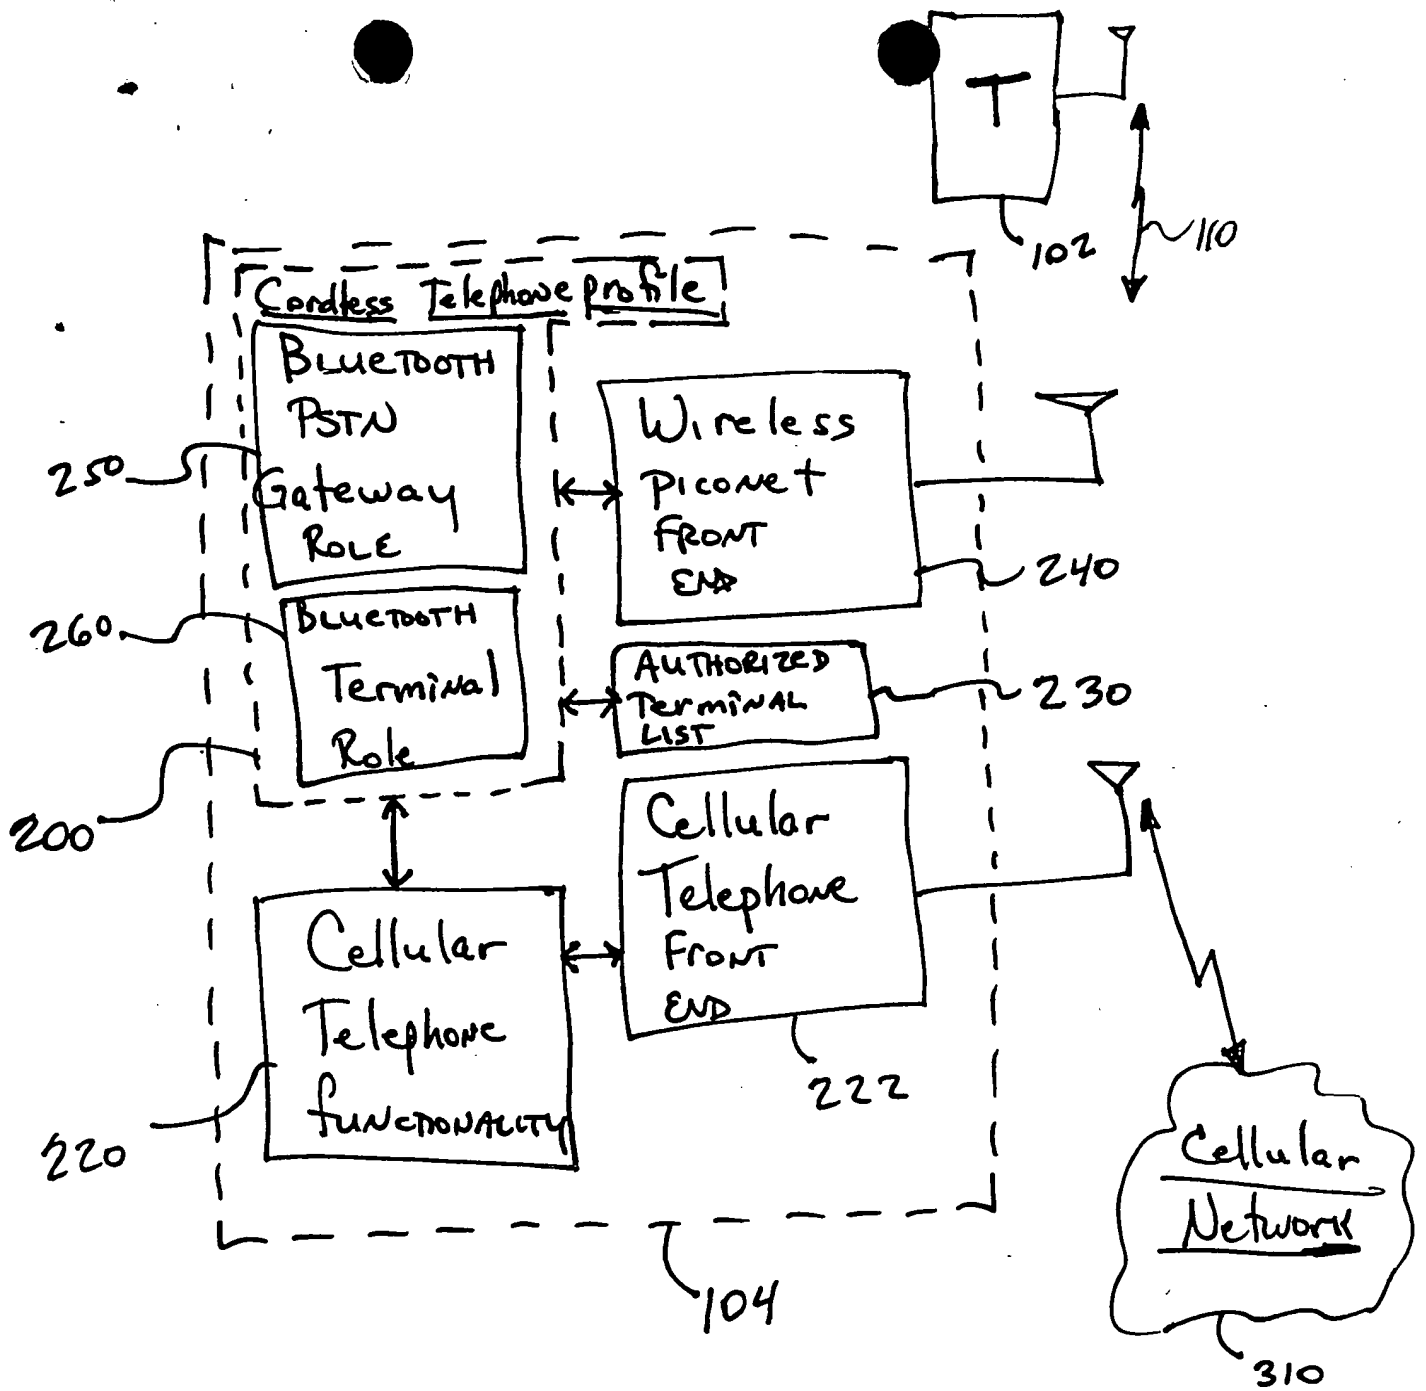 T
102
110
Cordless Telephone profile
BLUETOOTH
PSTN
Gateway
ROLE
250
Wireless
PICONET
FRONT
END
240
BLUETOOTH
Terminal
Role
260
AUTHORIZED
Terminal
LIST
230
200
Cellular
Telephone
FRONT
END
222
Cellular
Telephone
functionality
220
Cellular
Network
104
310